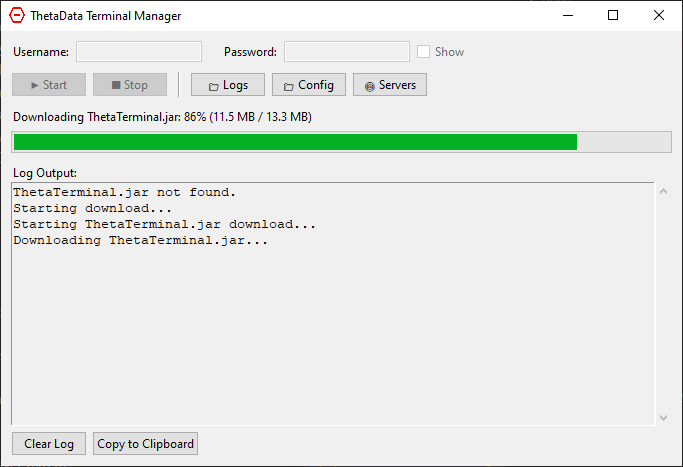 ThetaData Terminal Manager
Username: Password: Show
Start Stop Logs Config Servers
Downloading ThetaTerminal.jar: 86% (11.5 MB / 13.3 MB)
Log Output:
ThetaTerminal.jar not found.
Starting download...
Starting ThetaTerminal.jar download...
Downloading ThetaTerminal.jar...
Clear Log Copy to Clipboard